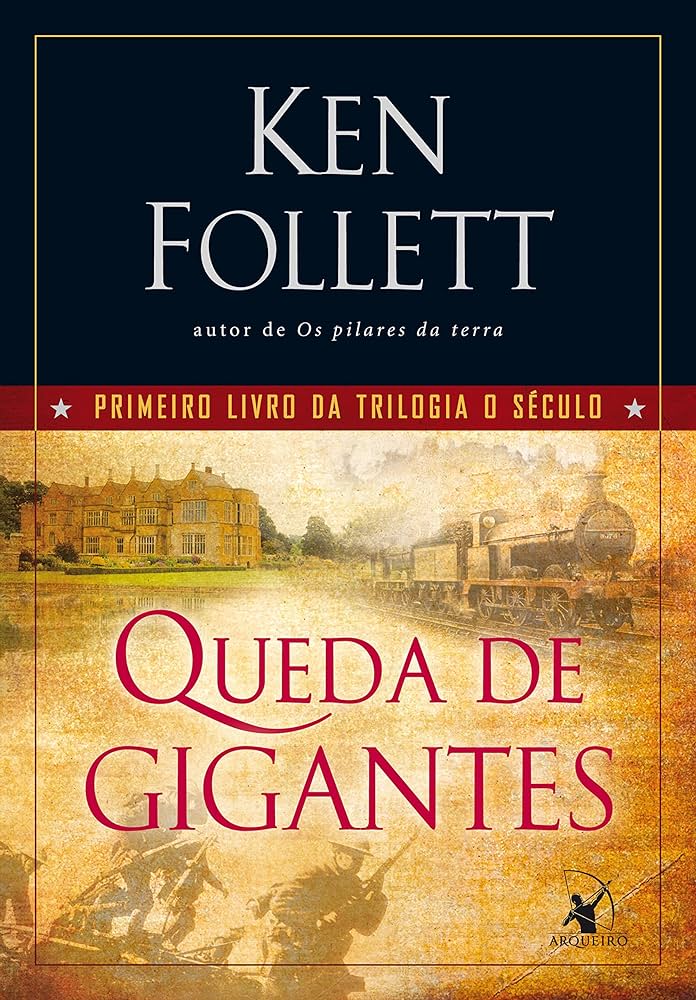 KEN
FOLLETT
autor de Os pilares da terra
PRIMEIRO LIVRO DA TRILOGIA O SÉCULO
QUEDA DE
GIGANTES
ARQUEIRO